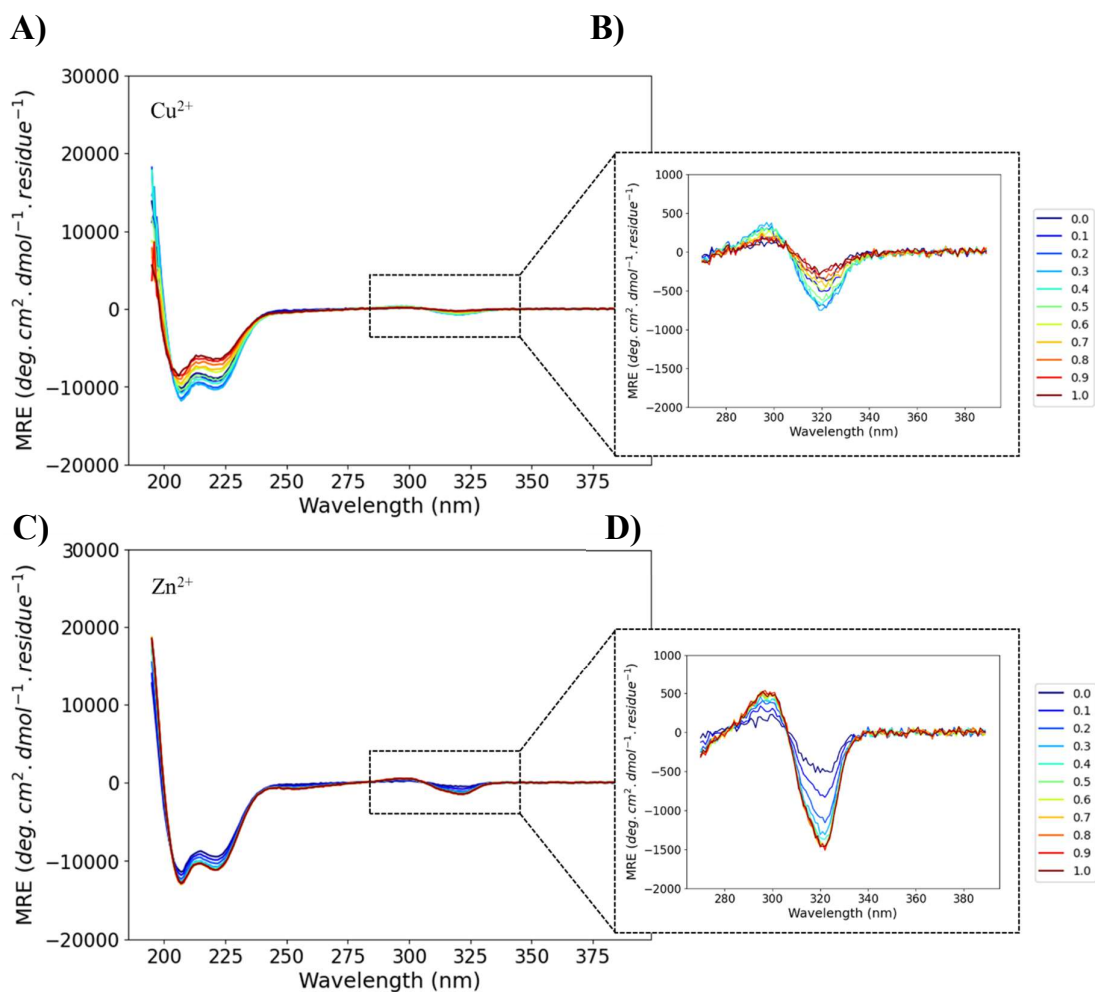 A)
B)
30000
20000
10000
0
−10000
−20000
MRE (deg. cm². dmol⁻¹. residue⁻¹)
Cu²⁺
200 225 250 275 300 325 350 375
Wavelength (nm)
1000
500
0
−500
−1000
−1500
−2000
MRE (deg. cm². dmol⁻¹. residue⁻¹)
280 300 320 340 360 380
Wavelength (nm)
0.0
0.1
0.2
0.3
0.4
0.5
0.6
0.7
0.8
0.9
1.0
C)
D)
30000
20000
10000
0
−10000
−20000
MRE (deg. cm². dmol⁻¹. residue⁻¹)
Zn²⁺
200 225 250 275 300 325 350 375
Wavelength (nm)
1000
500
0
−500
−1000
−1500
−2000
MRE (deg. cm². dmol⁻¹. residue⁻¹)
280 300 320 340 360 380
Wavelength (nm)
0.0
0.1
0.2
0.3
0.4
0.5
0.6
0.7
0.8
0.9
1.0